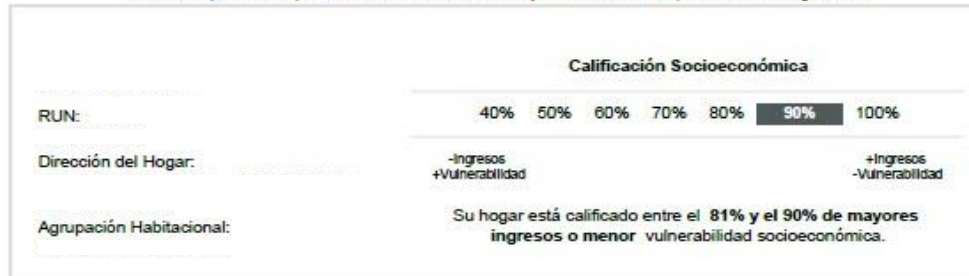 Calificación Socioeconómica
RUN:
40% 50% 60% 70% 80% 90% 100%
Dirección del Hogar:
-Ingresos
+Vulnerabilidad
+Ingresos
-Vulnerabilidad
Agrupación Habitacional:
Su hogar está calificado entre el 81% y el 90% de mayores
ingresos o menor vulnerabilidad socioeconómica.